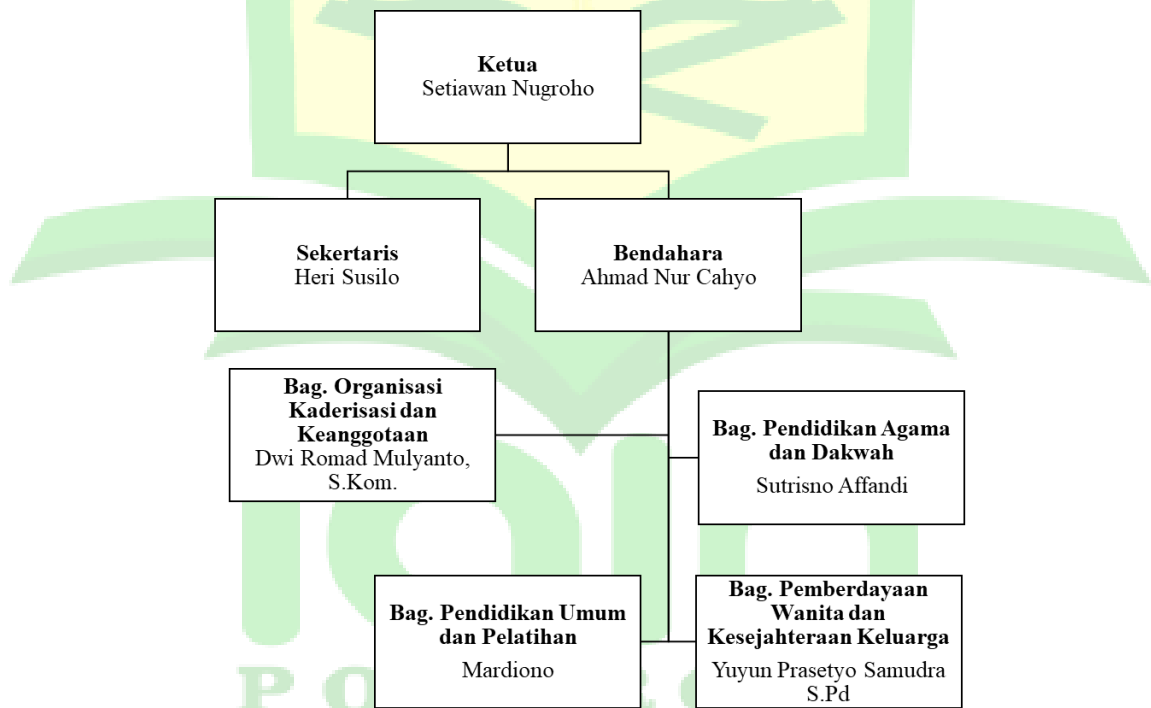 Ketua
Setiawan Nugroho
Sekertaris
Heri Susilo
Bendahara
Ahmad Nur Cahyo
Bag. Organisasi
Kaderisasi dan
Keanggotaan
Dwi Romad Mulyanto,
S.Kom.
Bag. Pendidikan Agama
dan Dakwah
Sutrisno Affandi
Bag. Pendidikan Umum
dan Pelatihan
Mardiono
Bag. Pemberdayaan
Wanita dan
Kesejahteraan Keluarga
Yuyun Prasetyo Samudra
S.Pd